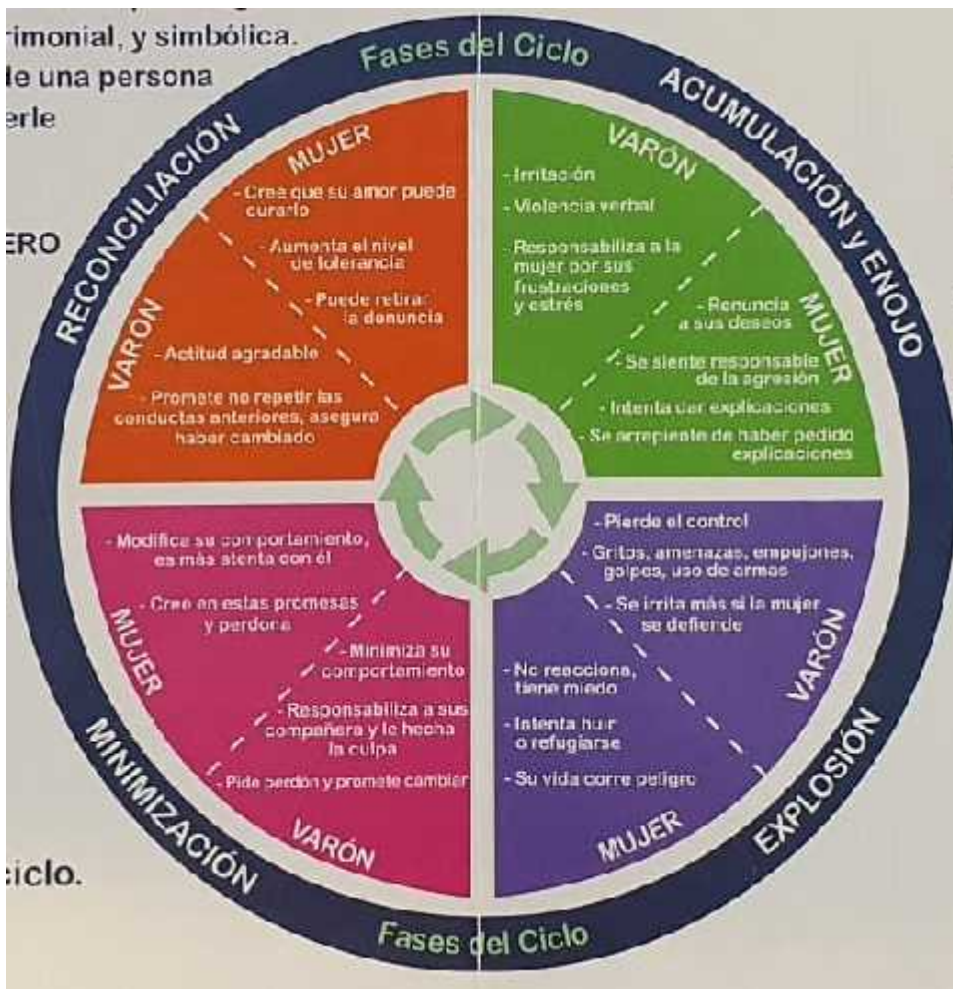 rimonial, y simbólica.
de una persona
erle
ERO
ciclo.
Fases del Ciclo
ACUMULACIÓN y ENOJO
VARÓN
- Irritación
- Violencia verbal
- Responsabiliza a la
mujer por sus
frustraciones
y estrés
MUJER
- Renuncia
a sus deseos
- Se siente responsable
de la agresión
- Intenta dar explicaciones
- Se arrepiente de haber pedido
explicaciones
EXPLOSIÓN
VARÓN
- Pierde el control
- Gritos, amenazas, empujones,
golpes, uso de armas
- Se irrita más si la mujer
se defiende
MUJER
- No reacciona,
tiene miedo
- Intenta huir
o refugiarse
- Su vida corre peligro
MINIMIZACIÓN
MUJER
- Modifica su comportamiento,
es más atenta con él
- Cree en estas promesas
y perdona
VARÓN
- Minimiza su
comportamiento
- Responsabiliza a sus
compañera y le hecha
la culpa
- Pide perdón y promete cambiar
RECONCILIACIÓN
MUJER
- Cree que su amor puede
curarlo
- Aumenta el nivel
de tolerancia
- Puede retirar
la denuncia
VARÓN
- Actitud agradable
- Promete no repetir las
conductas anteriores, asegura
haber cambiado
Fases del Ciclo